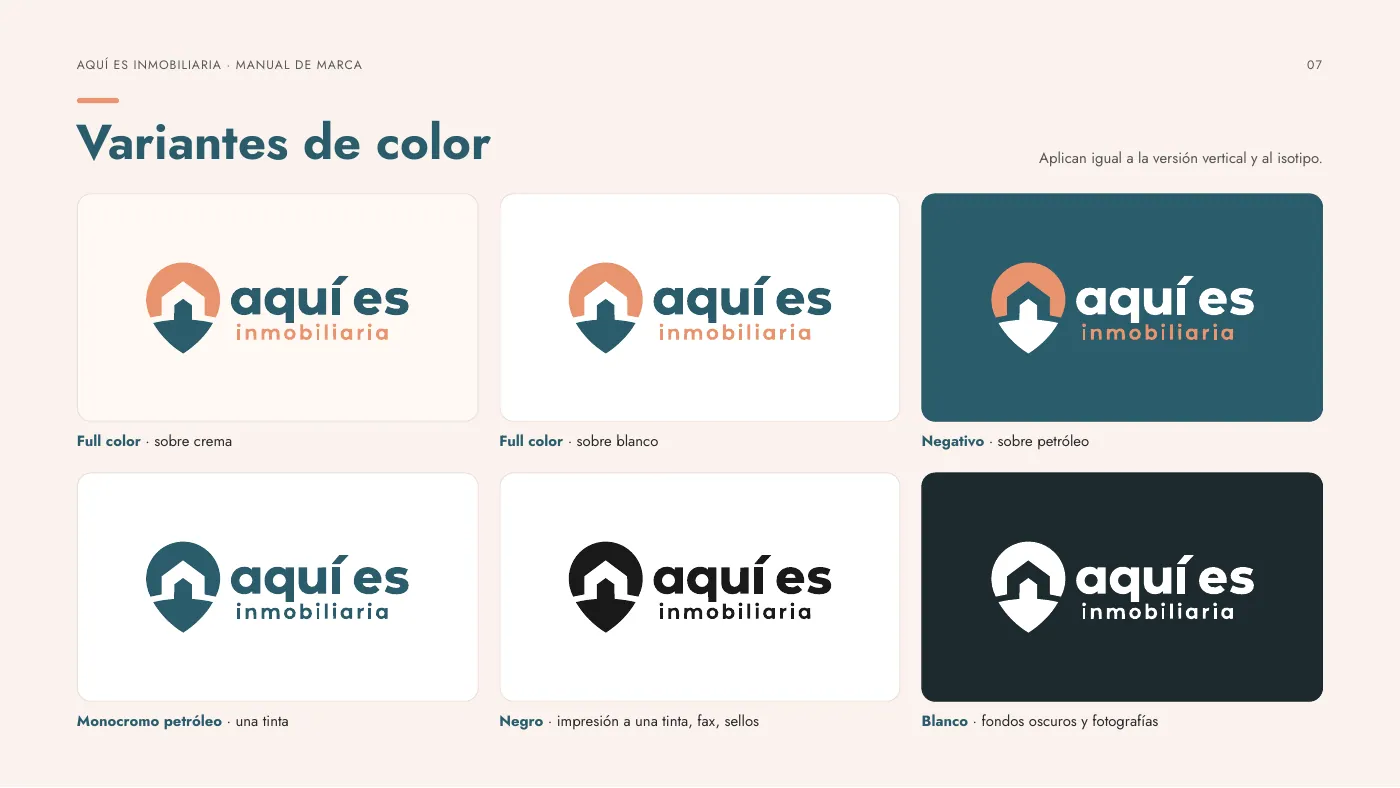 AQUÍ ES INMOBILIARIA · MANUAL DE MARCA
07
Variantes de color
Aplican igual a la versión vertical y al isotipo.
aquí es
inmobiliaria
aquí es
inmobiliaria
aquí es
inmobiliaria
Full color · sobre crema
Full color · sobre blanco
Negativo · sobre petróleo
aquí es
inmobiliaria
aquí es
inmobiliaria
aquí es
inmobiliaria
Monocromo petróleo · una tinta
Negro · impresión a una tinta, fax, sellos
Blanco · fondos oscuros y fotografías